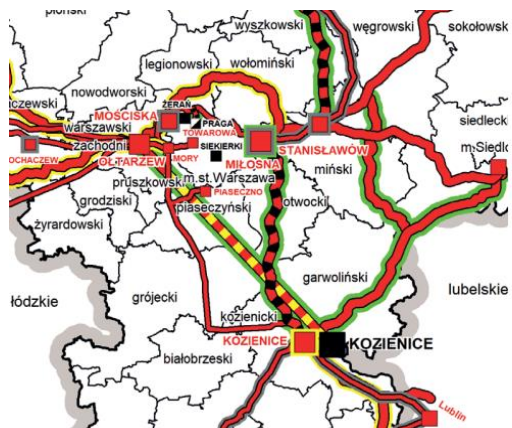 płoński
wyszkowski
węgrowski
sokołowsk
legionowski
wołomiński
nowodworski
ŻERAŃ
czewski
MOŚCISKA
PRAGA
warszawski
TOWAROWA
siedleck
zachodni
SIEKIERKI
STANISŁAWÓW
OCHACZEW
OŁTARZEW
MORY
MIŁOSNA
m.Siedl
miński
pruszkowski
m.st.Warszawa
PIASECZNO
grodziski
piaseczyński
otwocki
żyrardowski
garwoliński
lubelskie
łódzkie
grójecki
kozienicki
KOZIENICE
KOZIENICE
białobrzeski
Lublin